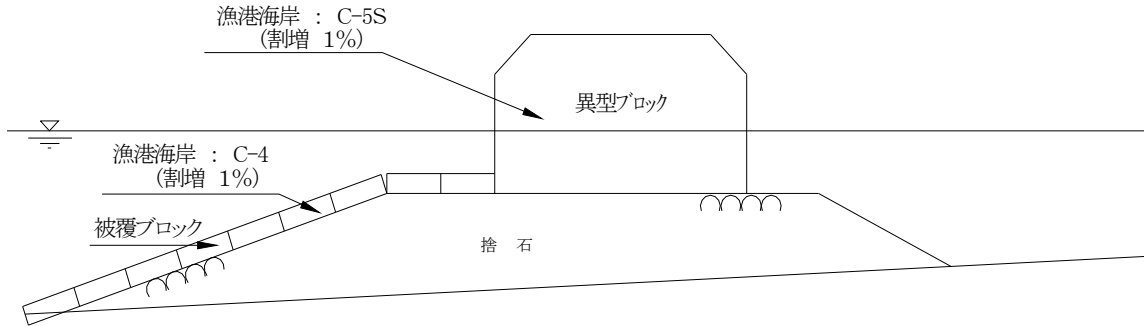 漁港海岸 : C-5S
(割増 1%)
異型ブロック
漁港海岸 : C-4
(割増 1%)
被覆ブロック
捨 石